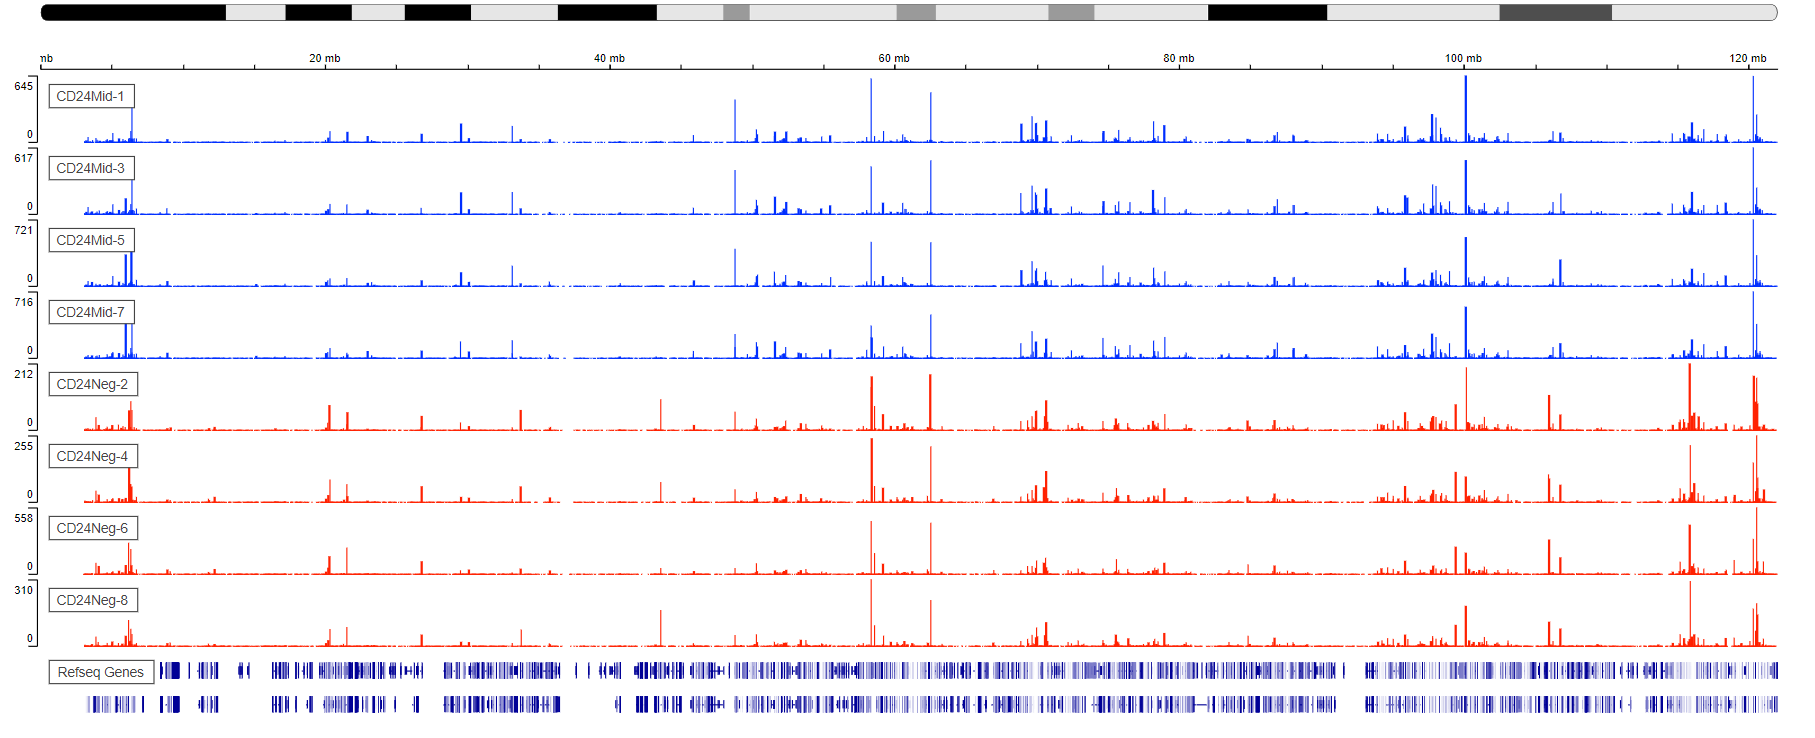 mb 20 mb 40 mb 60 mb 80 mb 100 mb 120 mb
645
CD24Mid-1
0
617
CD24Mid-3
0
721
CD24Mid-5
0
716
CD24Mid-7
0
212
CD24Neg-2
0
255
CD24Neg-4
0
558
CD24Neg-6
0
310
CD24Neg-8
0
Refseq Genes